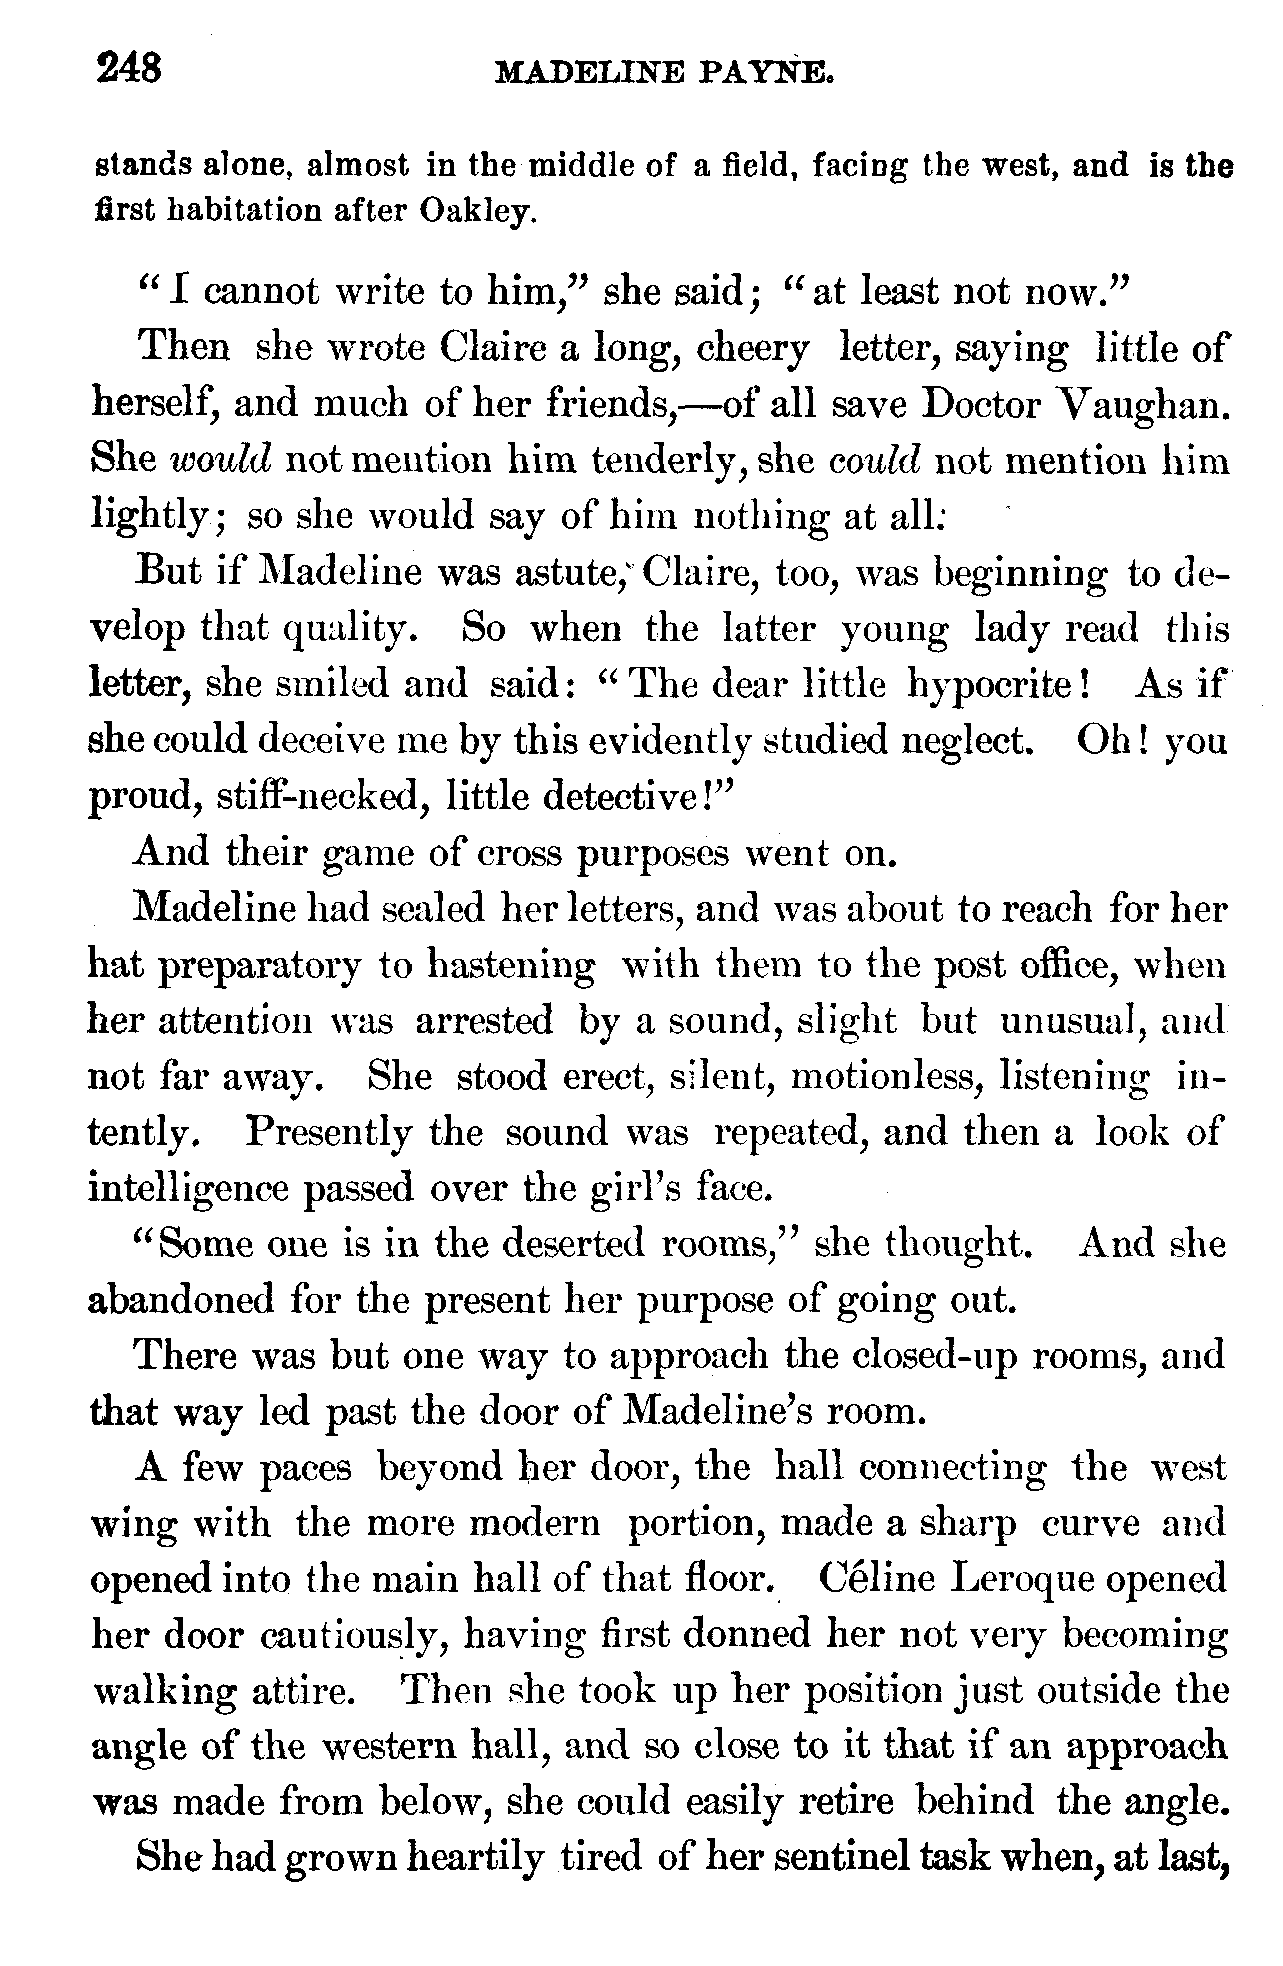 248 MADELINE PAYNE.
stands alone, almost in the middle of a field, facing the west, and is the
first habitation after Oakley.
“I cannot write to him,” she said; “at least not now.”
Then she wrote Claire a long, cheery letter, saying little of
herself, and much of her friends,—of all save Doctor Vaughan.
She would not mention him tenderly, she could not mention him
lightly; so she would say of him nothing at all.
But if Madeline was astute, Claire, too, was beginning to de-
velop that quality. So when the latter young lady read this
letter, she smiled and said: “The dear little hypocrite! As if
she could deceive me by this evidently studied neglect. Oh! you
proud, stiff-necked, little detective!”
And their game of cross purposes went on.
Madeline had sealed her letters, and was about to reach for her
hat preparatory to hastening with them to the post office, when
her attention was arrested by a sound, slight but unusual, and
not far away. She stood erect, silent, motionless, listening in-
tently. Presently the sound was repeated, and then a look of
intelligence passed over the girl’s face.
“Some one is in the deserted rooms,” she thought. And she
abandoned for the present her purpose of going out.
There was but one way to approach the closed-up rooms, and
that way led past the door of Madeline’s room.
A few paces beyond her door, the hall connecting the west
wing with the more modern portion, made a sharp curve and
opened into the main hall of that floor. Céline Leroque opened
her door cautiously, having first donned her not very becoming
walking attire. Then she took up her position just outside the
angle of the western hall, and so close to it that if an approach
was made from below, she could easily retire behind the angle.
She had grown heartily tired of her sentinel task when, at last,